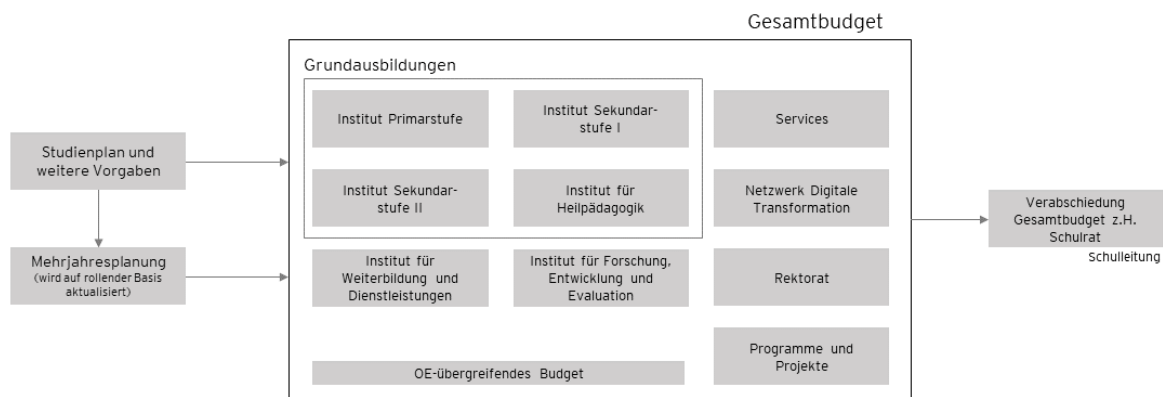 Gesamtbudget
Grundausbildungen
Institut Primarstufe
Institut Sekundar-
stufe I
Services
Studienplan und
weitere Vorgaben
Institut Sekundar-
stufe II
Institut für
Heilpädagogik
Netzwerk Digitale
Transformation
Verabschiedung
Gesamtbudget z.H.
Schulrat
Schulleitung
Mehrjahresplanung
(wird auf rollender Basis
aktualisiert)
Institut für
Weiterbildung und
Dienstleistungen
Institut für Forschung,
Entwicklung und
Evaluation
Rektorat
Programme und
Projekte
OE-übergreifendes Budget